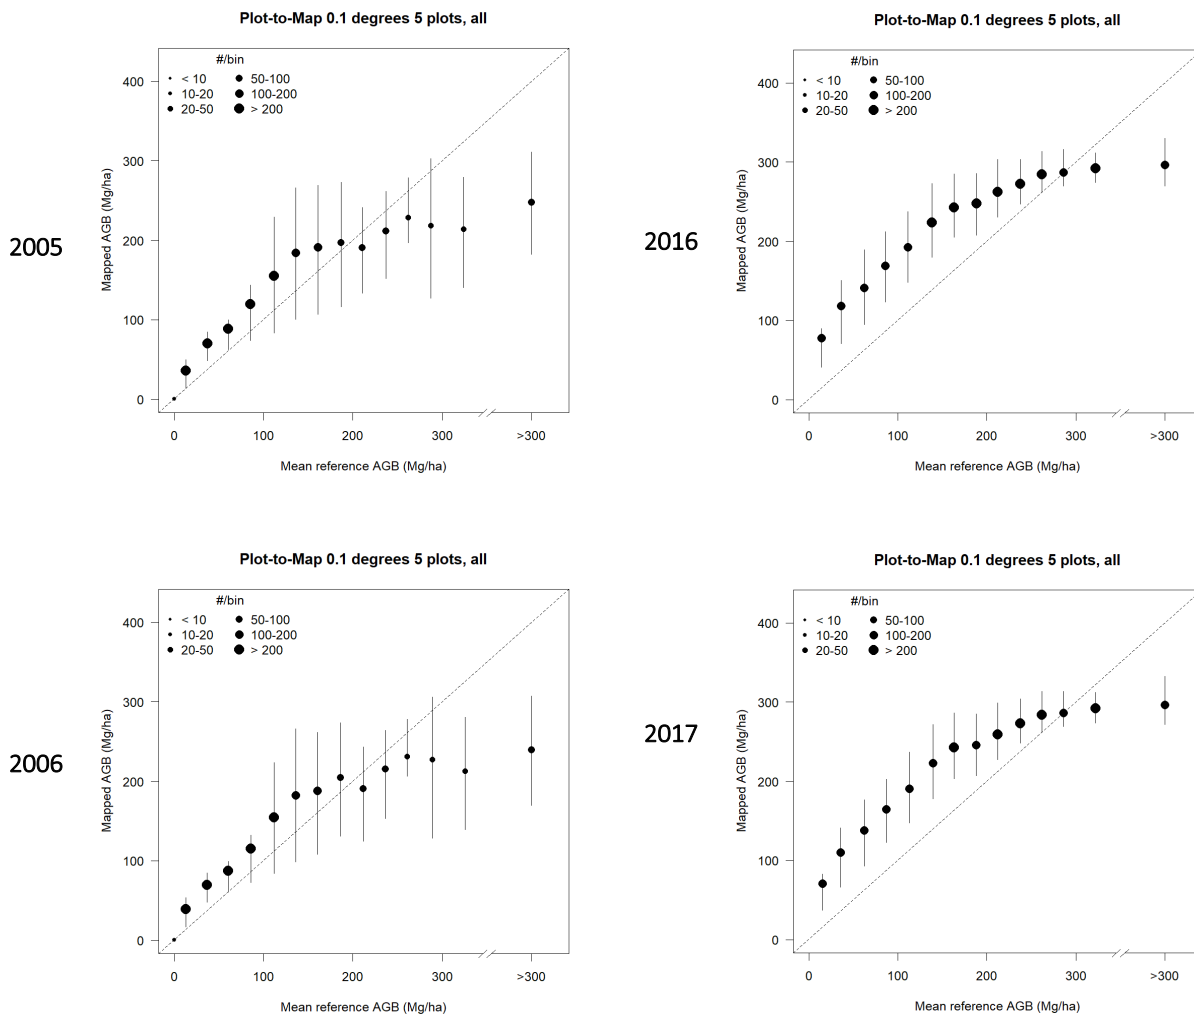 Plot-to-Map 0.1 degrees 5 plots, all
#/bin
< 10 50-100
10-20 100-200
20-50 > 200
400
300
200
100
0
Mapped AGB (Mg/ha)
0 100 200 300 >300
Mean reference AGB (Mg/ha)
2005
Plot-to-Map 0.1 degrees 5 plots, all
#/bin
< 10 50-100
10-20 100-200
20-50 > 200
400
300
200
100
0
Mapped AGB (Mg/ha)
0 100 200 300 >300
Mean reference AGB (Mg/ha)
2016
Plot-to-Map 0.1 degrees 5 plots, all
#/bin
< 10 50-100
10-20 100-200
20-50 > 200
400
300
200
100
0
Mapped AGB (Mg/ha)
0 100 200 300 >300
Mean reference AGB (Mg/ha)
2006
Plot-to-Map 0.1 degrees 5 plots, all
#/bin
< 10 50-100
10-20 100-200
20-50 > 200
400
300
200
100
0
Mapped AGB (Mg/ha)
0 100 200 300 >300
Mean reference AGB (Mg/ha)
2017